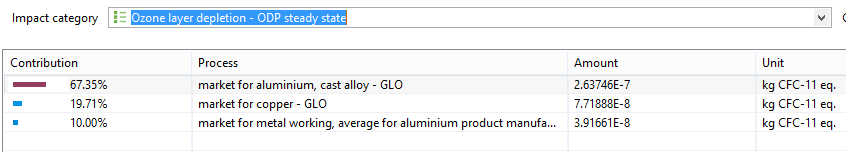 Impact category Ozone layer depletion - ODP steady state
Contribution Process Amount Unit
67.35% market for aluminium, cast alloy - GLO 2.63746E-7 kg CFC-11 eq.
19.71% market for copper - GLO 7.71888E-8 kg CFC-11 eq.
10.00% market for metal working, average for aluminium product manufa... 3.91661E-8 kg CFC-11 eq.